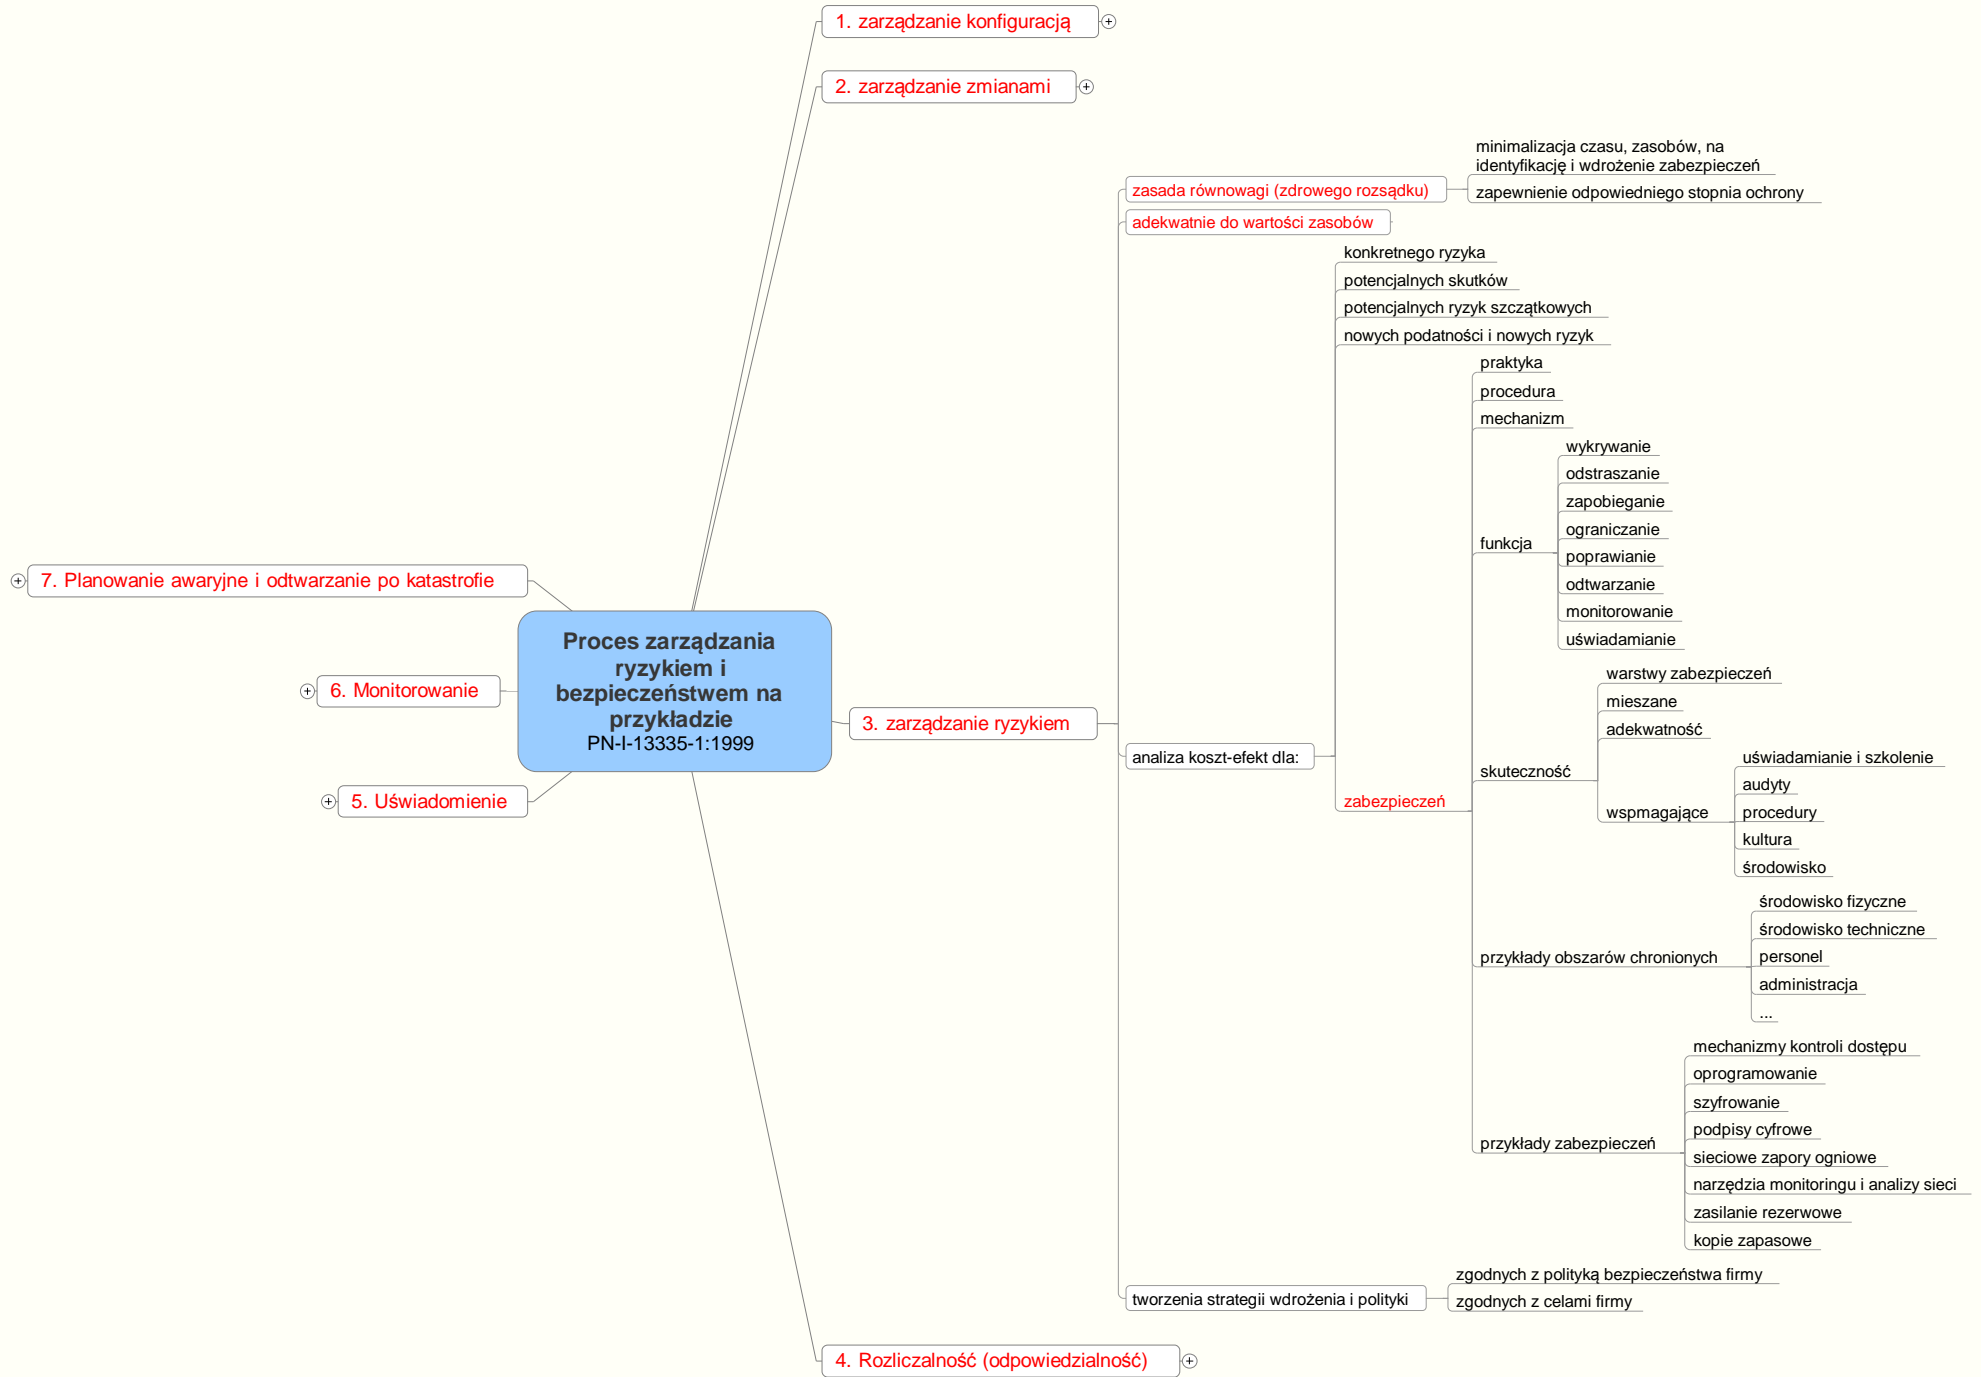 1. zarządzanie konfiguracją
2. zarządzanie zmianami
minimalizacja czasu, zasobów, na
identyfikację i wdrożenie zabezpieczeń
zasada równowagi (zdrowego rozsądku)
zapewnienie odpowiedniego stopnia ochrony
adekwatnie do wartości zasobów
konkretnego ryzyka
potencjalnych skutków
potencjalnych ryzyk szczątkowych
nowych podatności i nowych ryzyk
praktyka
procedura
mechanizm
wykrywanie
odstraszanie
zapobieganie
ograniczanie
funkcja
poprawianie
odtwarzanie
monitorowanie
uświadamianie
7. Planowanie awaryjne i odtwarzanie po katastrofie
Proces zarządzania
ryzykiem i
bezpieczeństwem na
przykładzie
PN-I-13335-1:1999
6. Monitorowanie
5. Uświadomienie
3. zarządzanie ryzykiem
analiza koszt-efekt dla:
zabezpieczeń
warstwy zabezpieczeń
mieszane
adekwatność
skuteczność
uświadamianie i szkolenie
audyty
wspmagające
procedury
kultura
środowisko
środowisko fizyczne
środowisko techniczne
przykłady obszarów chronionych
personel
administracja
...
mechanizmy kontroli dostępu
oprogramowanie
szyfrowanie
podpisy cyfrowe
przykłady zabezpieczeń
sieciowe zapory ogniowe
narzędzia monitoringu i analizy sieci
zasilanie rezerwowe
kopie zapasowe
zgodnych z polityką bezpieczeństwa firmy
tworzenia strategii wdrożenia i polityki
zgodnych z celami firmy
4. Rozliczalność (odpowiedzialność)